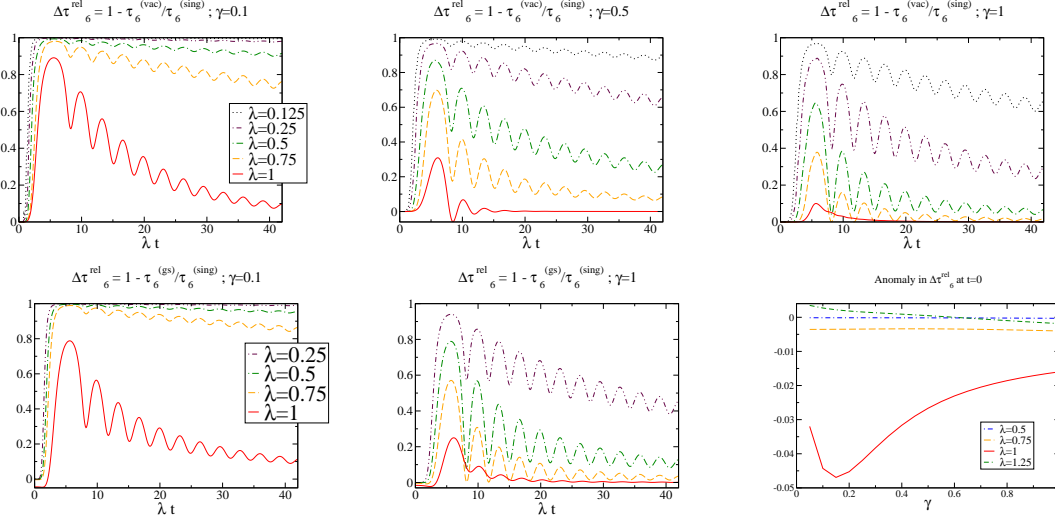 Δτ^rel_6 = 1 - τ_6^(vac)/τ_6^(sing) ; γ=0.1
1
0.8
0.6
0.4
0.2
0
0 10 20 30 40
λ t
λ=0.125
λ=0.25
λ=0.5
λ=0.75
λ=1
Δτ^rel_6 = 1 - τ_6^(vac)/τ_6^(sing) ; γ=0.5
1
0.8
0.6
0.4
0.2
0
0 10 20 30 40
λ t
Δτ^rel_6 = 1 - τ_6^(vac)/τ_6^(sing) ; γ=1
1
0.8
0.6
0.4
0.2
0
0 10 20 30 40
λ t
Δτ^rel_6 = 1 - τ_6^(gs)/τ_6^(sing) ; γ=0.1
1
0.8
0.6
0.4
0.2
0
0 10 20 30 40
λ t
λ=0.25
λ=0.5
λ=0.75
λ=1
Δτ^rel_6 = 1 - τ_6^(gs)/τ_6^(sing) ; γ=1
1
0.8
0.6
0.4
0.2
0
0 10 20 30 40
λ t
Anomaly in Δτ^rel_6 at t=0
0
-0.01
-0.02
-0.03
-0.04
-0.05
0 0.2 0.4 0.6 0.8 1
γ
λ=0.5
λ=0.75
λ=1
λ=1.25